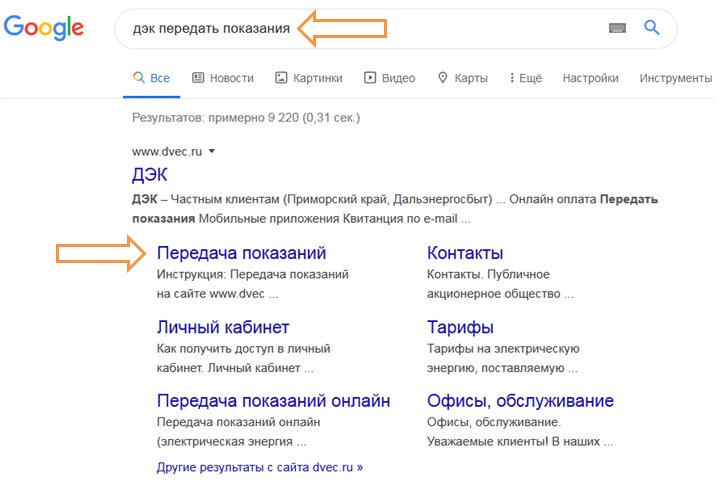 Google
дэк передать показания
Все Новости Картинки Видео Карты Ещё Настройки Инструменты
Результатов: примерно 9 220 (0,31 сек.)
www.dvec.ru
ДЭК
ДЭК – Частным клиентам (Приморский край, Дальэнергосбыт) ... Онлайн оплата Передать
показания Мобильные приложения Квитанция по e-mail ...
Передача показаний
Инструкция: Передача показаний
на сайте www.dvec ...
Контакты
Контакты. Публичное
акционерное общество ...
Личный кабинет
Как получить доступ в личный
кабинет. Личный кабинет ...
Тарифы
Тарифы на электрическую
энергию, поставляемую ...
Передача показаний онлайн
Передача показаний онлайн
(электрическая энергия ...
Офисы, обслуживание
Офисы, обслуживание.
Уважаемые клиенты! В наших ...
Другие результаты с сайта dvec.ru »